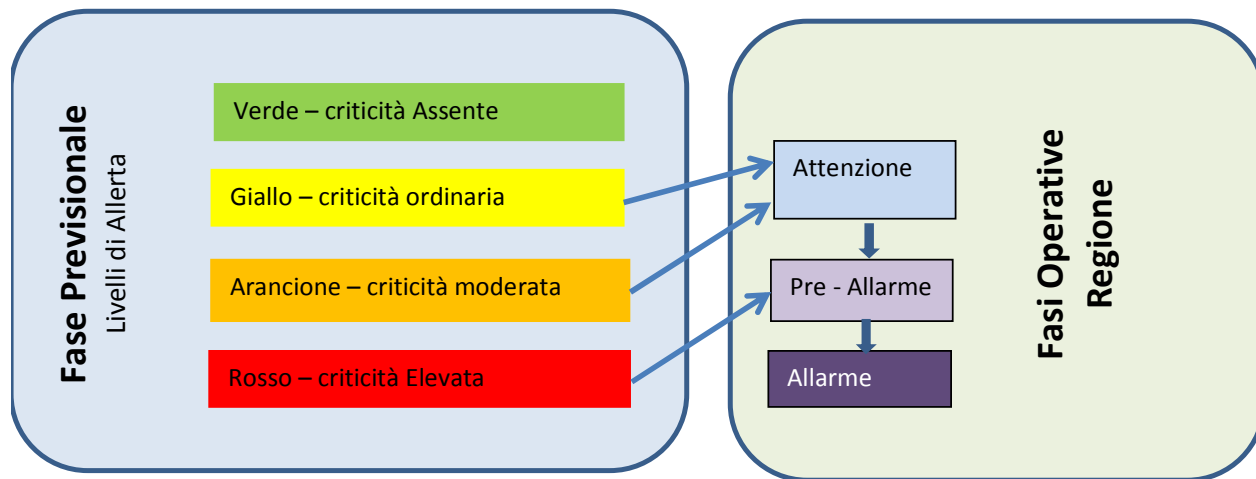 Fase Previsionale
Livelli di Allerta
Verde – criticità Assente
Giallo – criticità ordinaria
Arancione – criticità moderata
Rosso – criticità Elevata
Attenzione
Pre - Allarme
Allarme
Fasi Operative
Regione